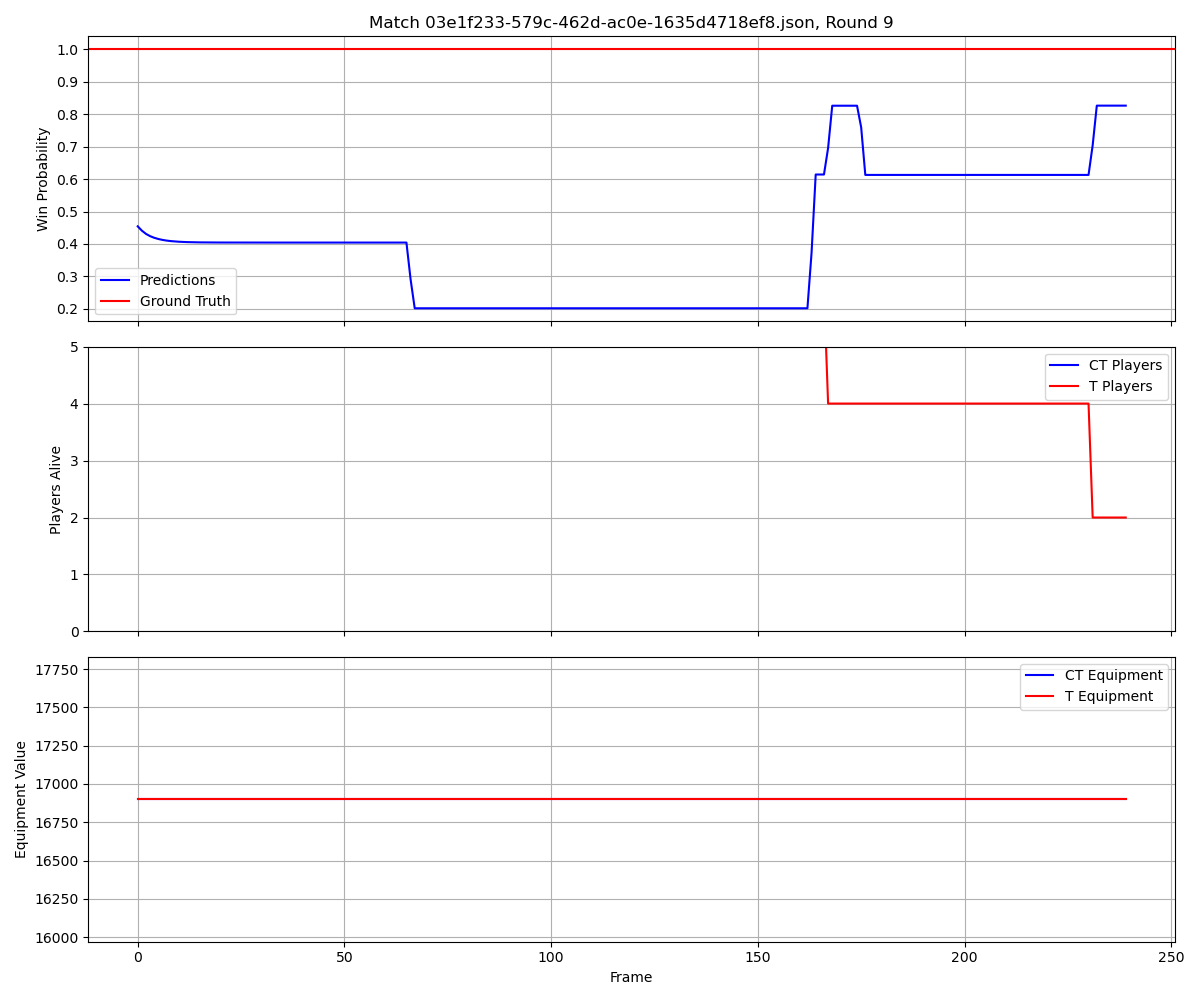 Match 03e1f233-579c-462d-ac0e-1635d4718ef8.json, Round 9
1.0
0.9
0.8
0.7
0.6
0.5
0.4
0.3
0.2
Win Probability
Predictions
Ground Truth
5
4
3
2
1
0
Players Alive
CT Players
T Players
17750
17500
17250
17000
16750
16500
16250
16000
Equipment Value
CT Equipment
T Equipment
0 50 100 150 200 250
Frame